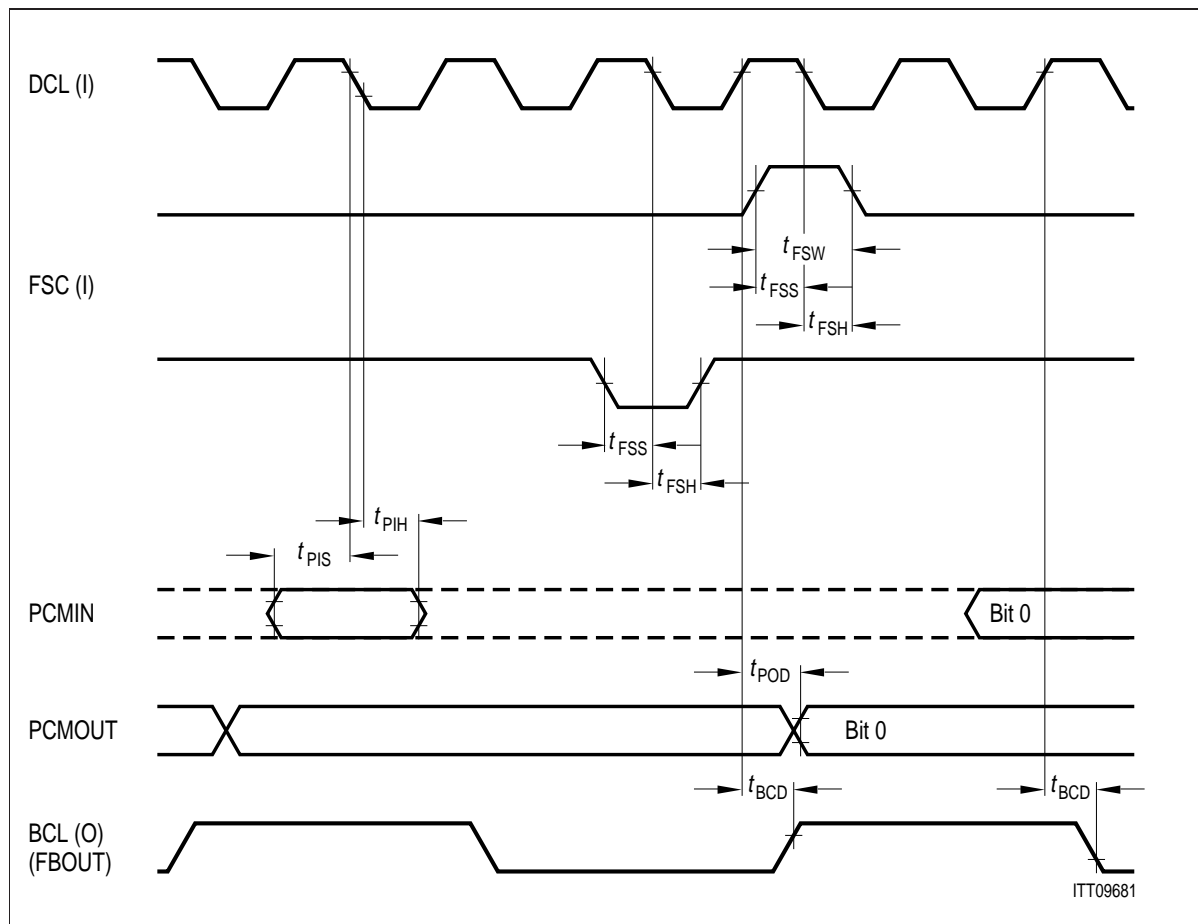 DCL (I)
t FSW
FSC (I)
t FSS
t FSH
t FSS
t FSH
t PIH
t PIS
PCMIN
Bit 0
t POD
PCMOUT
Bit 0
t BCD
t BCD
BCL (O)
(FBOUT)
ITT09681